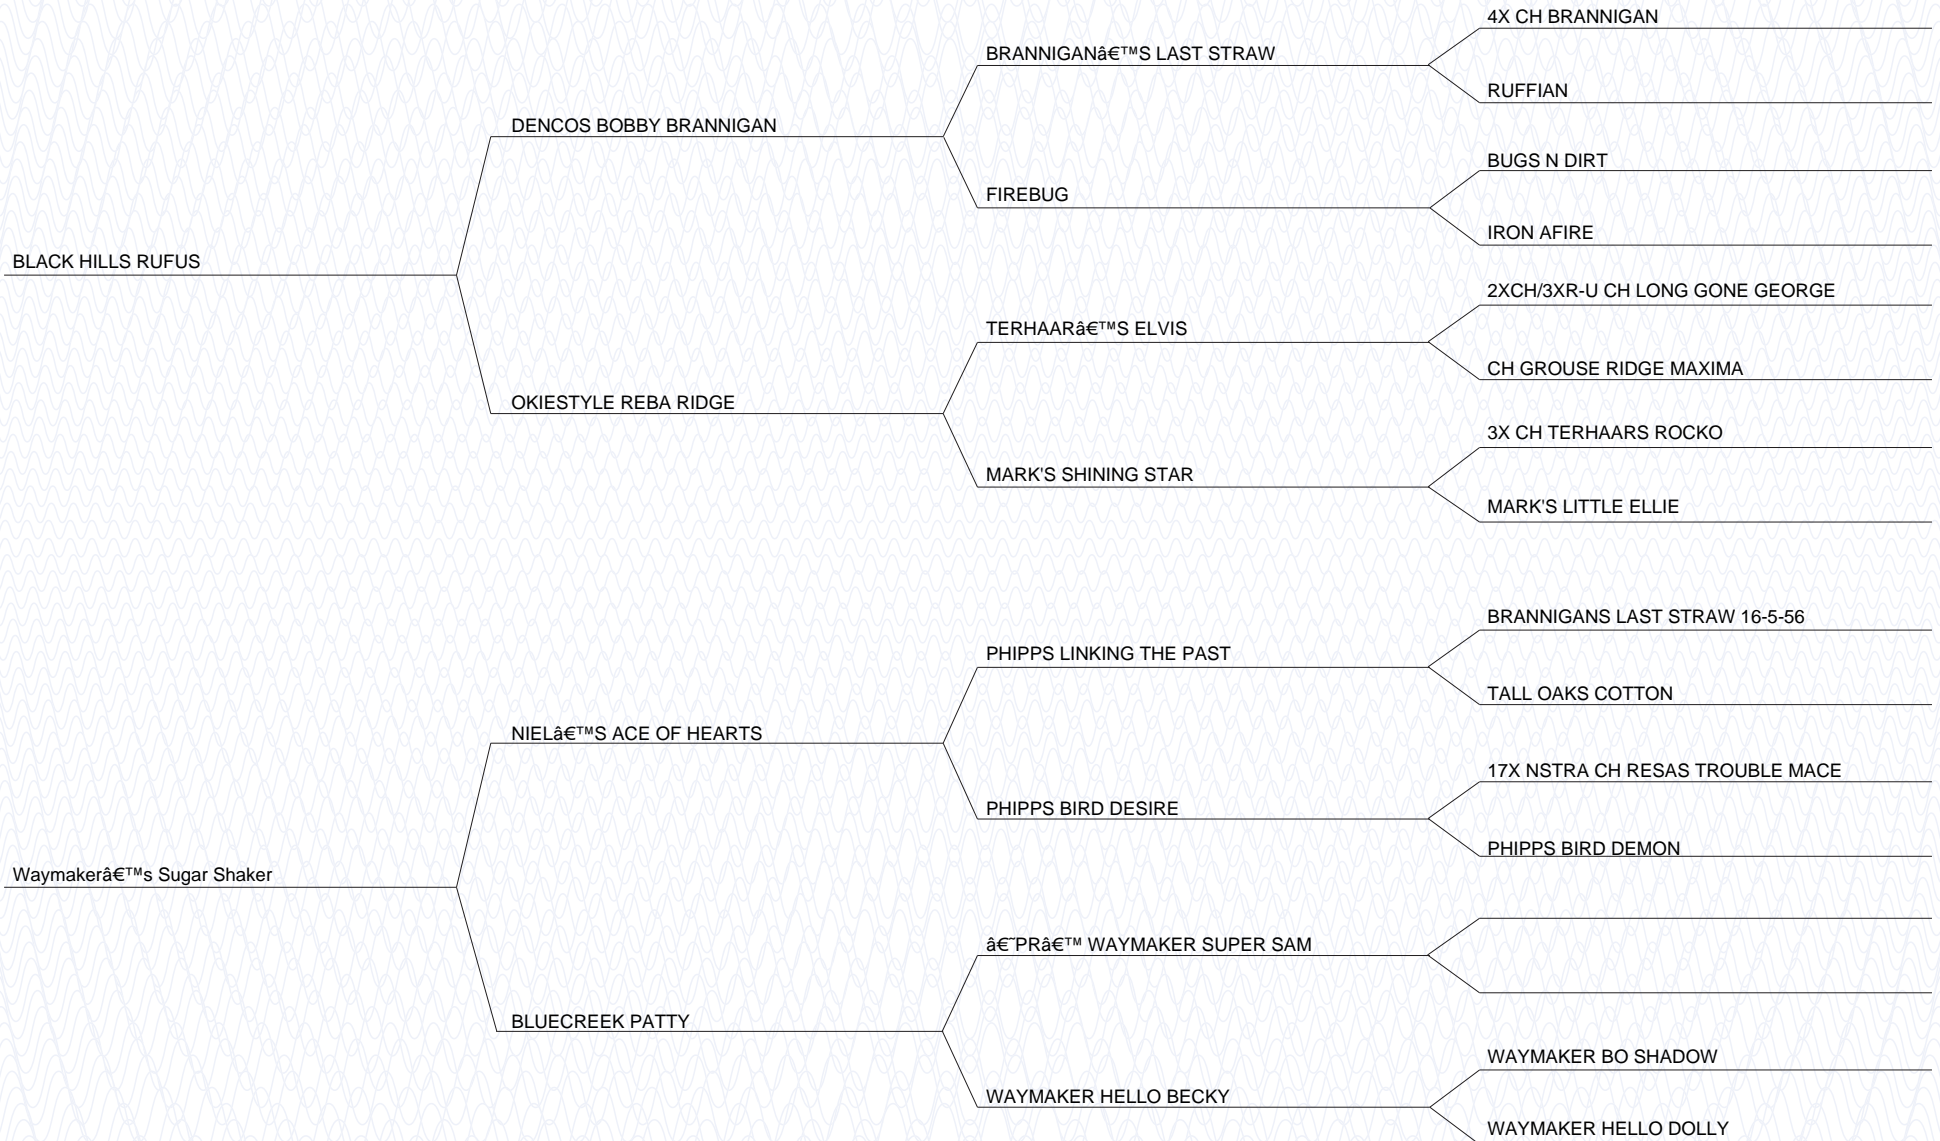 4X CH BRANNIGAN
BRANNIGANâ€™S LAST STRAW
RUFFIAN
DENCOS BOBBY BRANNIGAN
BUGS N DIRT
FIREBUG
IRON AFIRE
BLACK HILLS RUFUS
2XCH/3XR-U CH LONG GONE GEORGE
TERHAARâ€™S ELVIS
CH GROUSE RIDGE MAXIMA
OKIESTYLE REBA RIDGE
3X CH TERHAARS ROCKO
MARK'S SHINING STAR
MARK'S LITTLE ELLIE
BRANNIGANS LAST STRAW 16-5-56
PHIPPS LINKING THE PAST
TALL OAKS COTTON
NIELâ€™S ACE OF HEARTS
17X NSTRA CH RESAS TROUBLE MACE
PHIPPS BIRD DESIRE
PHIPPS BIRD DEMON
Waymakerâ€™s Sugar Shaker
â€˜PRâ€™ WAYMAKER SUPER SAM
BLUECREEK PATTY
WAYMAKER BO SHADOW
WAYMAKER HELLO BECKY
WAYMAKER HELLO DOLLY